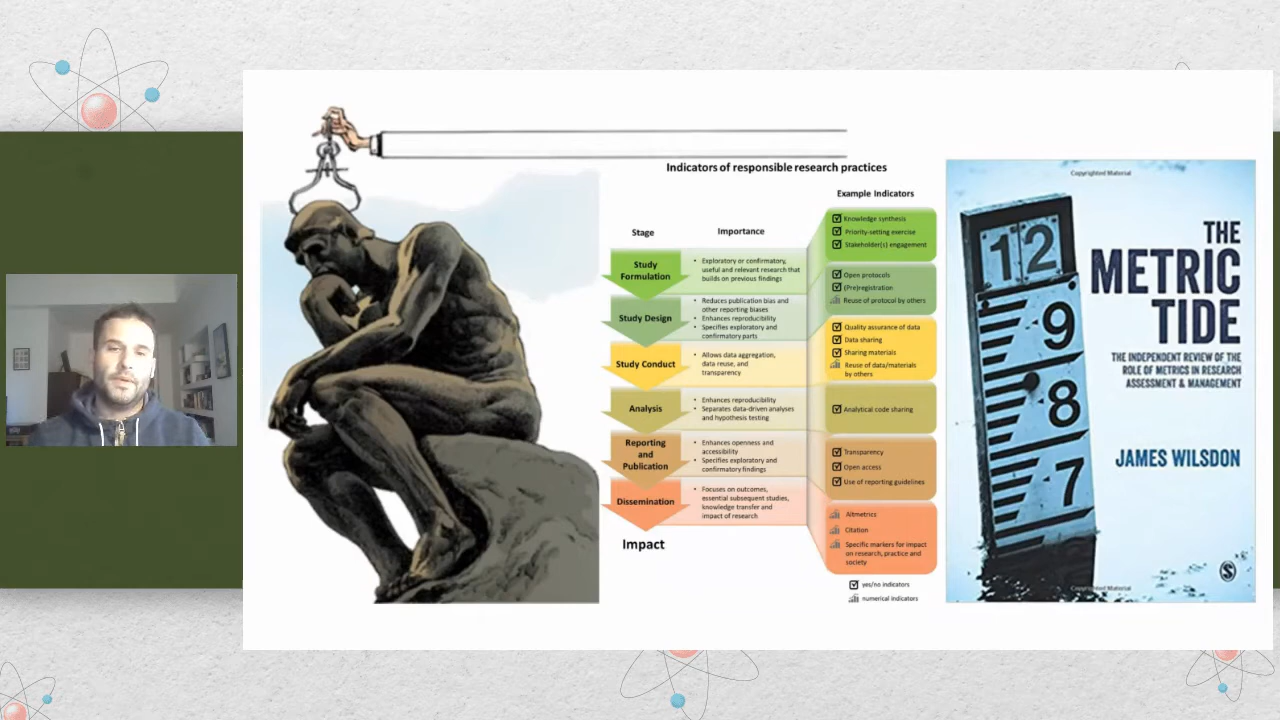 Indicators of responsible research practices
Stage
Importance
Example Indicators
Study
Formulation
• Exploratory or confirmatory,
useful and relevant research that
builds on previous findings
Knowledge synthesis
Priority-setting exercise
Stakeholder(s) engagement
Study Design
• Reduces publication bias and
other reporting biases
• Enhances reproducibility
• Specifies exploratory and
confirmatory parts
Open protocols
(Pre)registration
Reuse of protocol by others
Study Conduct
• Allows data aggregation,
data reuse, and
transparency
Quality assurance of data
Data sharing
Sharing materials
Reuse of data/materials
by others
Analysis
• Enhances reproducibility
• Separates data-driven analyses
and hypothesis testing
Analytical code sharing
Reporting
and
Publication
• Enhances openness and
accessibility
• Specifies exploratory and
confirmatory findings
Transparency
Open access
Use of reporting guidelines
Dissemination
• Focuses on outcomes,
essential subsequent studies,
knowledge transfer and
impact of research
Altmetrics
Citation
Specific markers for impact
on research, practice and
society
Impact
yes/no indicators
numerical indicators
Copyrighted Material
12
9
8
7
THE
METRIC
TIDE
THE INDEPENDENT REVIEW OF THE
ROLE OF METRICS IN RESEARCH
ASSESSMENT & MANAGEMENT
JAMES WILSDON
S
Copyrighted Material